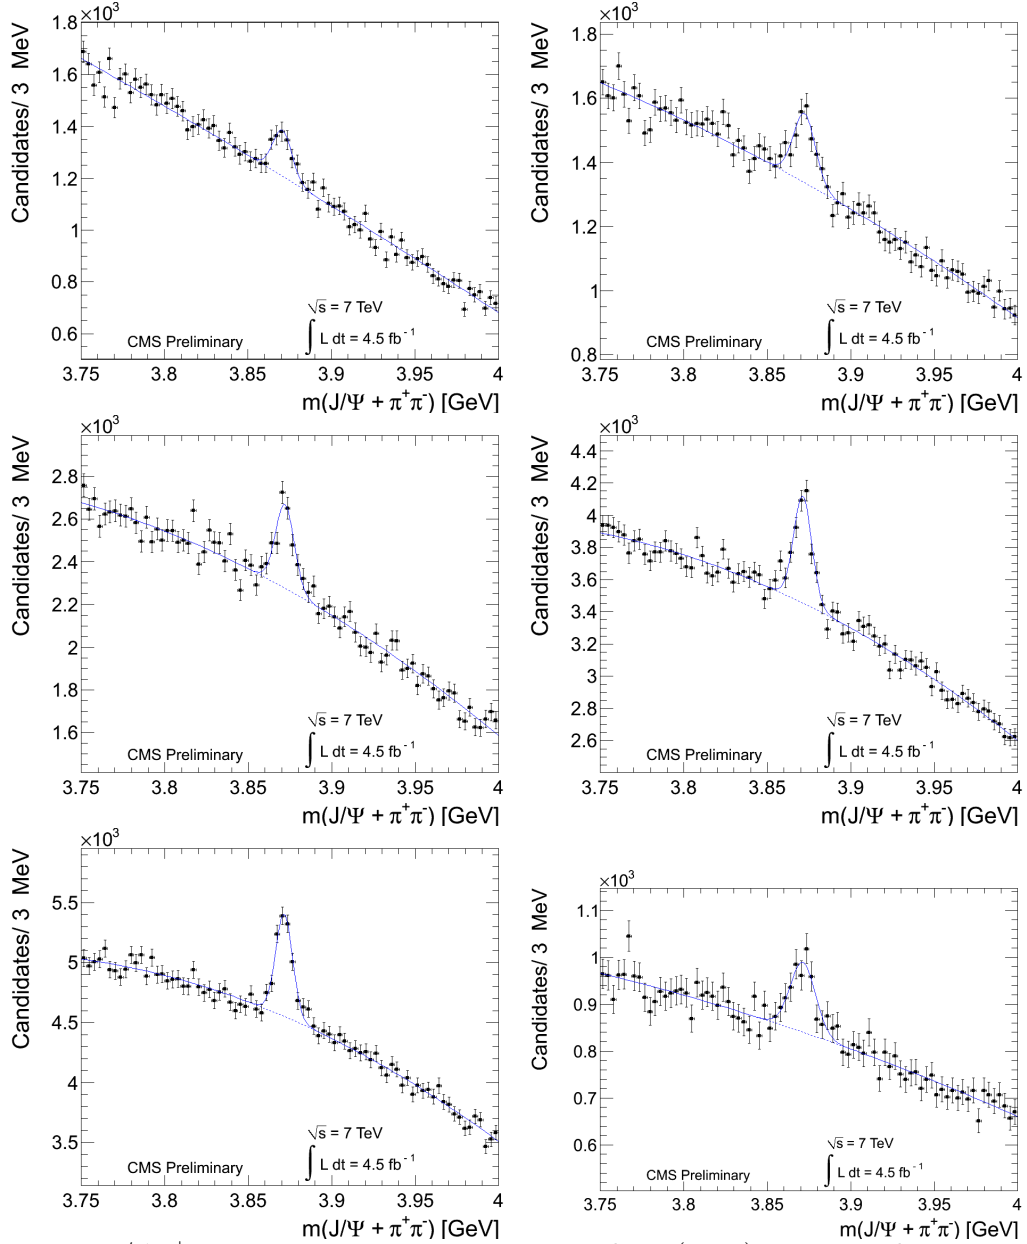 ×10³
1.8
1.6
1.4
1.2
1
0.8
0.6
Candidates/ 3 MeV
√s = 7 TeV
CMS Preliminary
∫ L dt = 4.5 fb⁻¹
3.75 3.8 3.85 3.9 3.95 4
m(J/Ψ + π⁺π⁻) [GeV]
×10³
1.8
1.6
1.4
1.2
1
0.8
Candidates/ 3 MeV
√s = 7 TeV
CMS Preliminary
∫ L dt = 4.5 fb⁻¹
3.75 3.8 3.85 3.9 3.95 4
m(J/Ψ + π⁺π⁻) [GeV]
×10³
2.8
2.6
2.4
2.2
2
1.8
1.6
Candidates/ 3 MeV
√s = 7 TeV
CMS Preliminary
∫ L dt = 4.5 fb⁻¹
3.75 3.8 3.85 3.9 3.95 4
m(J/Ψ + π⁺π⁻) [GeV]
×10³
4.4
4.2
4
3.8
3.6
3.4
3.2
3
2.8
2.6
Candidates/ 3 MeV
√s = 7 TeV
CMS Preliminary
∫ L dt = 4.5 fb⁻¹
3.75 3.8 3.85 3.9 3.95 4
m(J/Ψ + π⁺π⁻) [GeV]
×10³
5.5
5
4.5
4
3.5
Candidates/ 3 MeV
√s = 7 TeV
CMS Preliminary
∫ L dt = 4.5 fb⁻¹
3.75 3.8 3.85 3.9 3.95 4
m(J/Ψ + π⁺π⁻) [GeV]
×10³
1.1
1
0.9
0.8
0.7
0.6
Candidates/ 3 MeV
√s = 7 TeV
CMS Preliminary
∫ L dt = 4.5 fb⁻¹
3.75 3.8 3.85 3.9 3.95 4
m(J/Ψ + π⁺π⁻) [GeV]